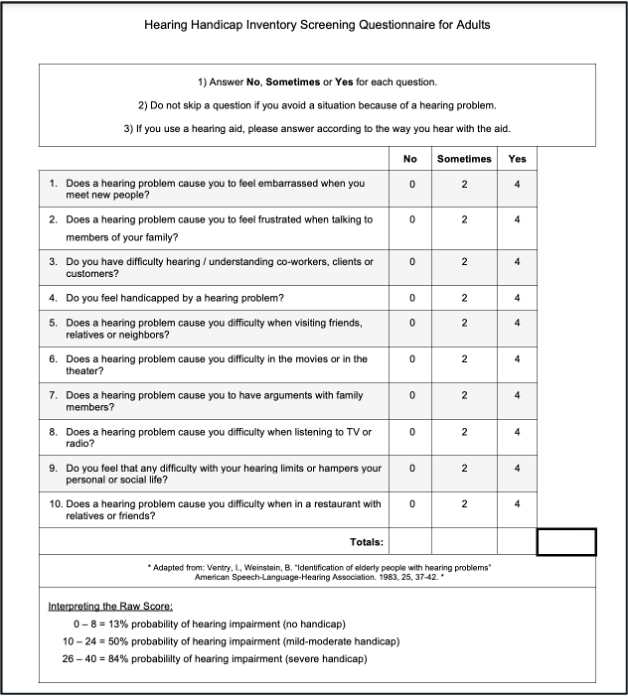 Hearing Handicap Inventory Screening Questionnaire for Adults
1) Answer No, Sometimes or Yes for each question.
2) Do not skip a question if you avoid a situation because of a hearing problem.
3) If you use a hearing aid, please answer according to the way you hear with the aid.
No Sometimes Yes
1. Does a hearing problem cause you to feel embarrassed when you 0 2 4
meet new people?
2. Does a hearing problem cause you to feel frustrated when talking to 0 2 4
members of your family?
3. Do you have difficulty hearing / understanding co-workers, clients or 0 2 4
customers?
4. Do you feel handicapped by a hearing problem? 0 2 4
5. Does a hearing problem cause you difficulty when visiting friends, 0 2 4
relatives or neighbors?
6. Does a hearing problem cause you difficulty in the movies or in the 0 2 4
theater?
7. Does a hearing problem cause you to have arguments with family 0 2 4
members?
8. Does a hearing problem cause you difficulty when listening to TV or 0 2 4
radio?
9. Do you feel that any difficulty with your hearing limits or hampers your 0 2 4
personal or social life?
10. Does a hearing problem cause you difficulty when in a restaurant with 0 2 4
relatives or friends?
Totals:
* Adapted from: Ventry, I., Weinstein, B. "Identification of elderly people with hearing problems"
American Speech-Language-Hearing Association. 1983, 25, 37-42. *
Interpreting the Raw Score:
0 – 8 = 13% probability of hearing impairment (no handicap)
10 – 24 = 50% probability of hearing impairment (mild-moderate handicap)
26 – 40 = 84% probabililty of hearing impairment (severe handicap)